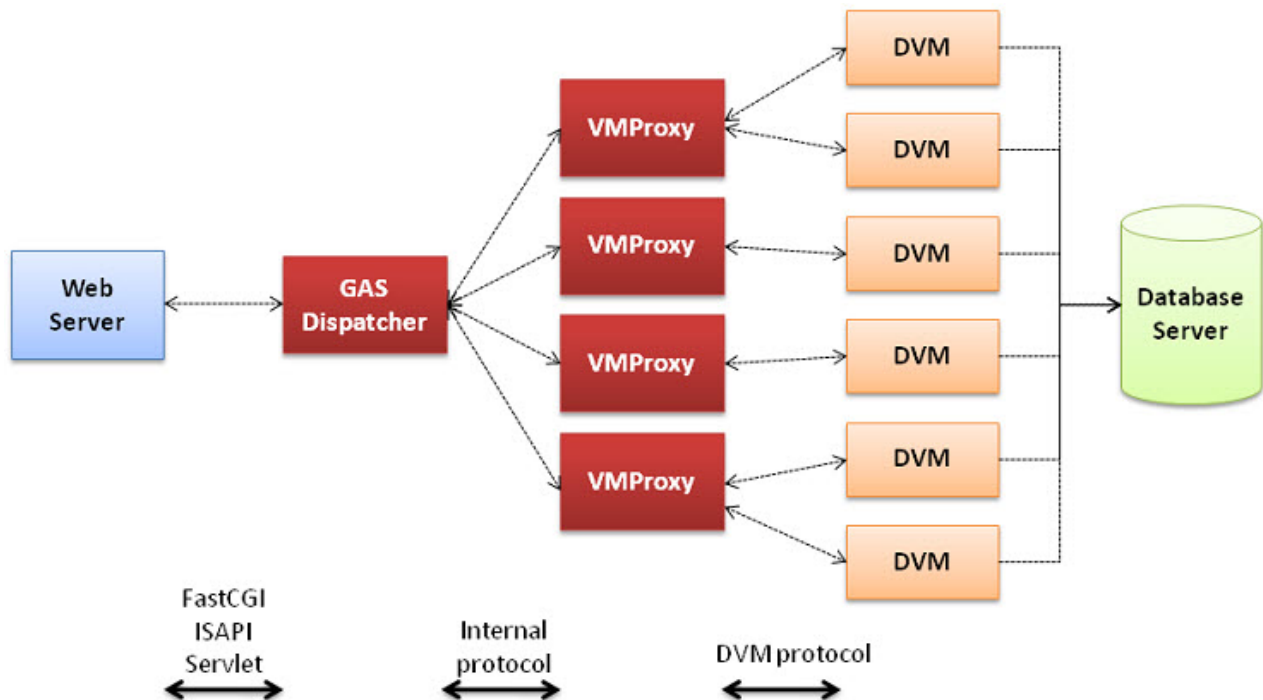 Web
Server
GAS
Dispatcher
VMProxy
VMProxy
VMProxy
VMProxy
DVM
DVM
DVM
DVM
DVM
DVM
Database
Server
FastCGI
ISAPI
Servlet
Internal
protocol
DVM protocol